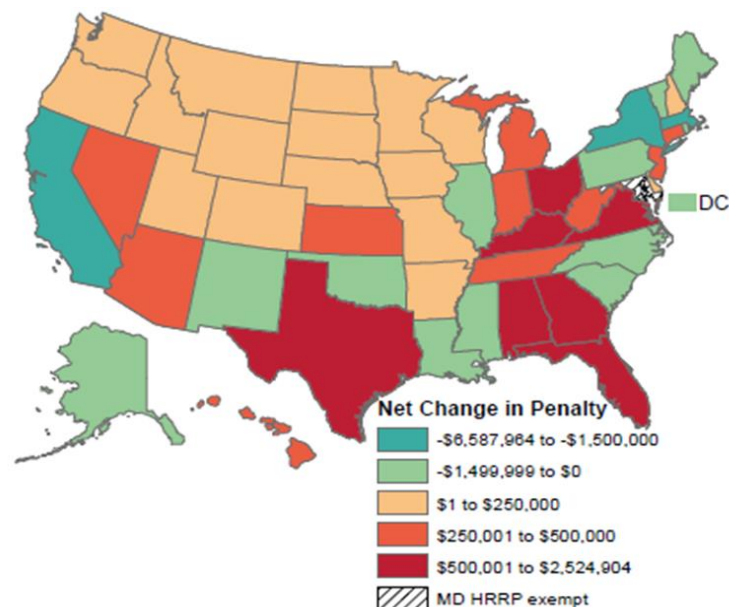 DC
Net Change in Penalty
-$6,587,964 to -$1,500,000
-$1,499,999 to $0
$1 to $250,000
$250,001 to $500,000
$500,001 to $2,524,904
MD HRRP exempt